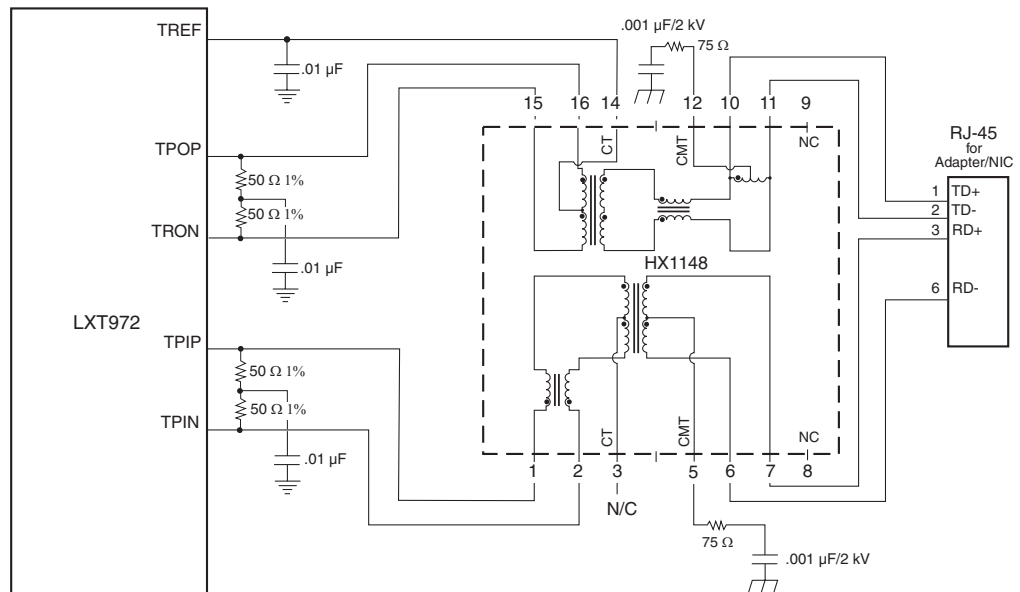 .001 µF/2 kV
75 Ω
TREF
.01 µF
15 16 14 12 10 11 9
NC
CT
CMT
RJ-45
for
Adapter/NIC
TPOP
50 Ω 1%
50 Ω 1%
TRON
.01 µF
1 TD+
2 TD-
3 RD+
6 RD-
HX1148
LXT972
TPIP
50 Ω 1%
50 Ω 1%
TPIN
.01 µF
CT
CMT
NC
1 2 3 5 6 7 8
N/C
75 Ω
.001 µF/2 kV